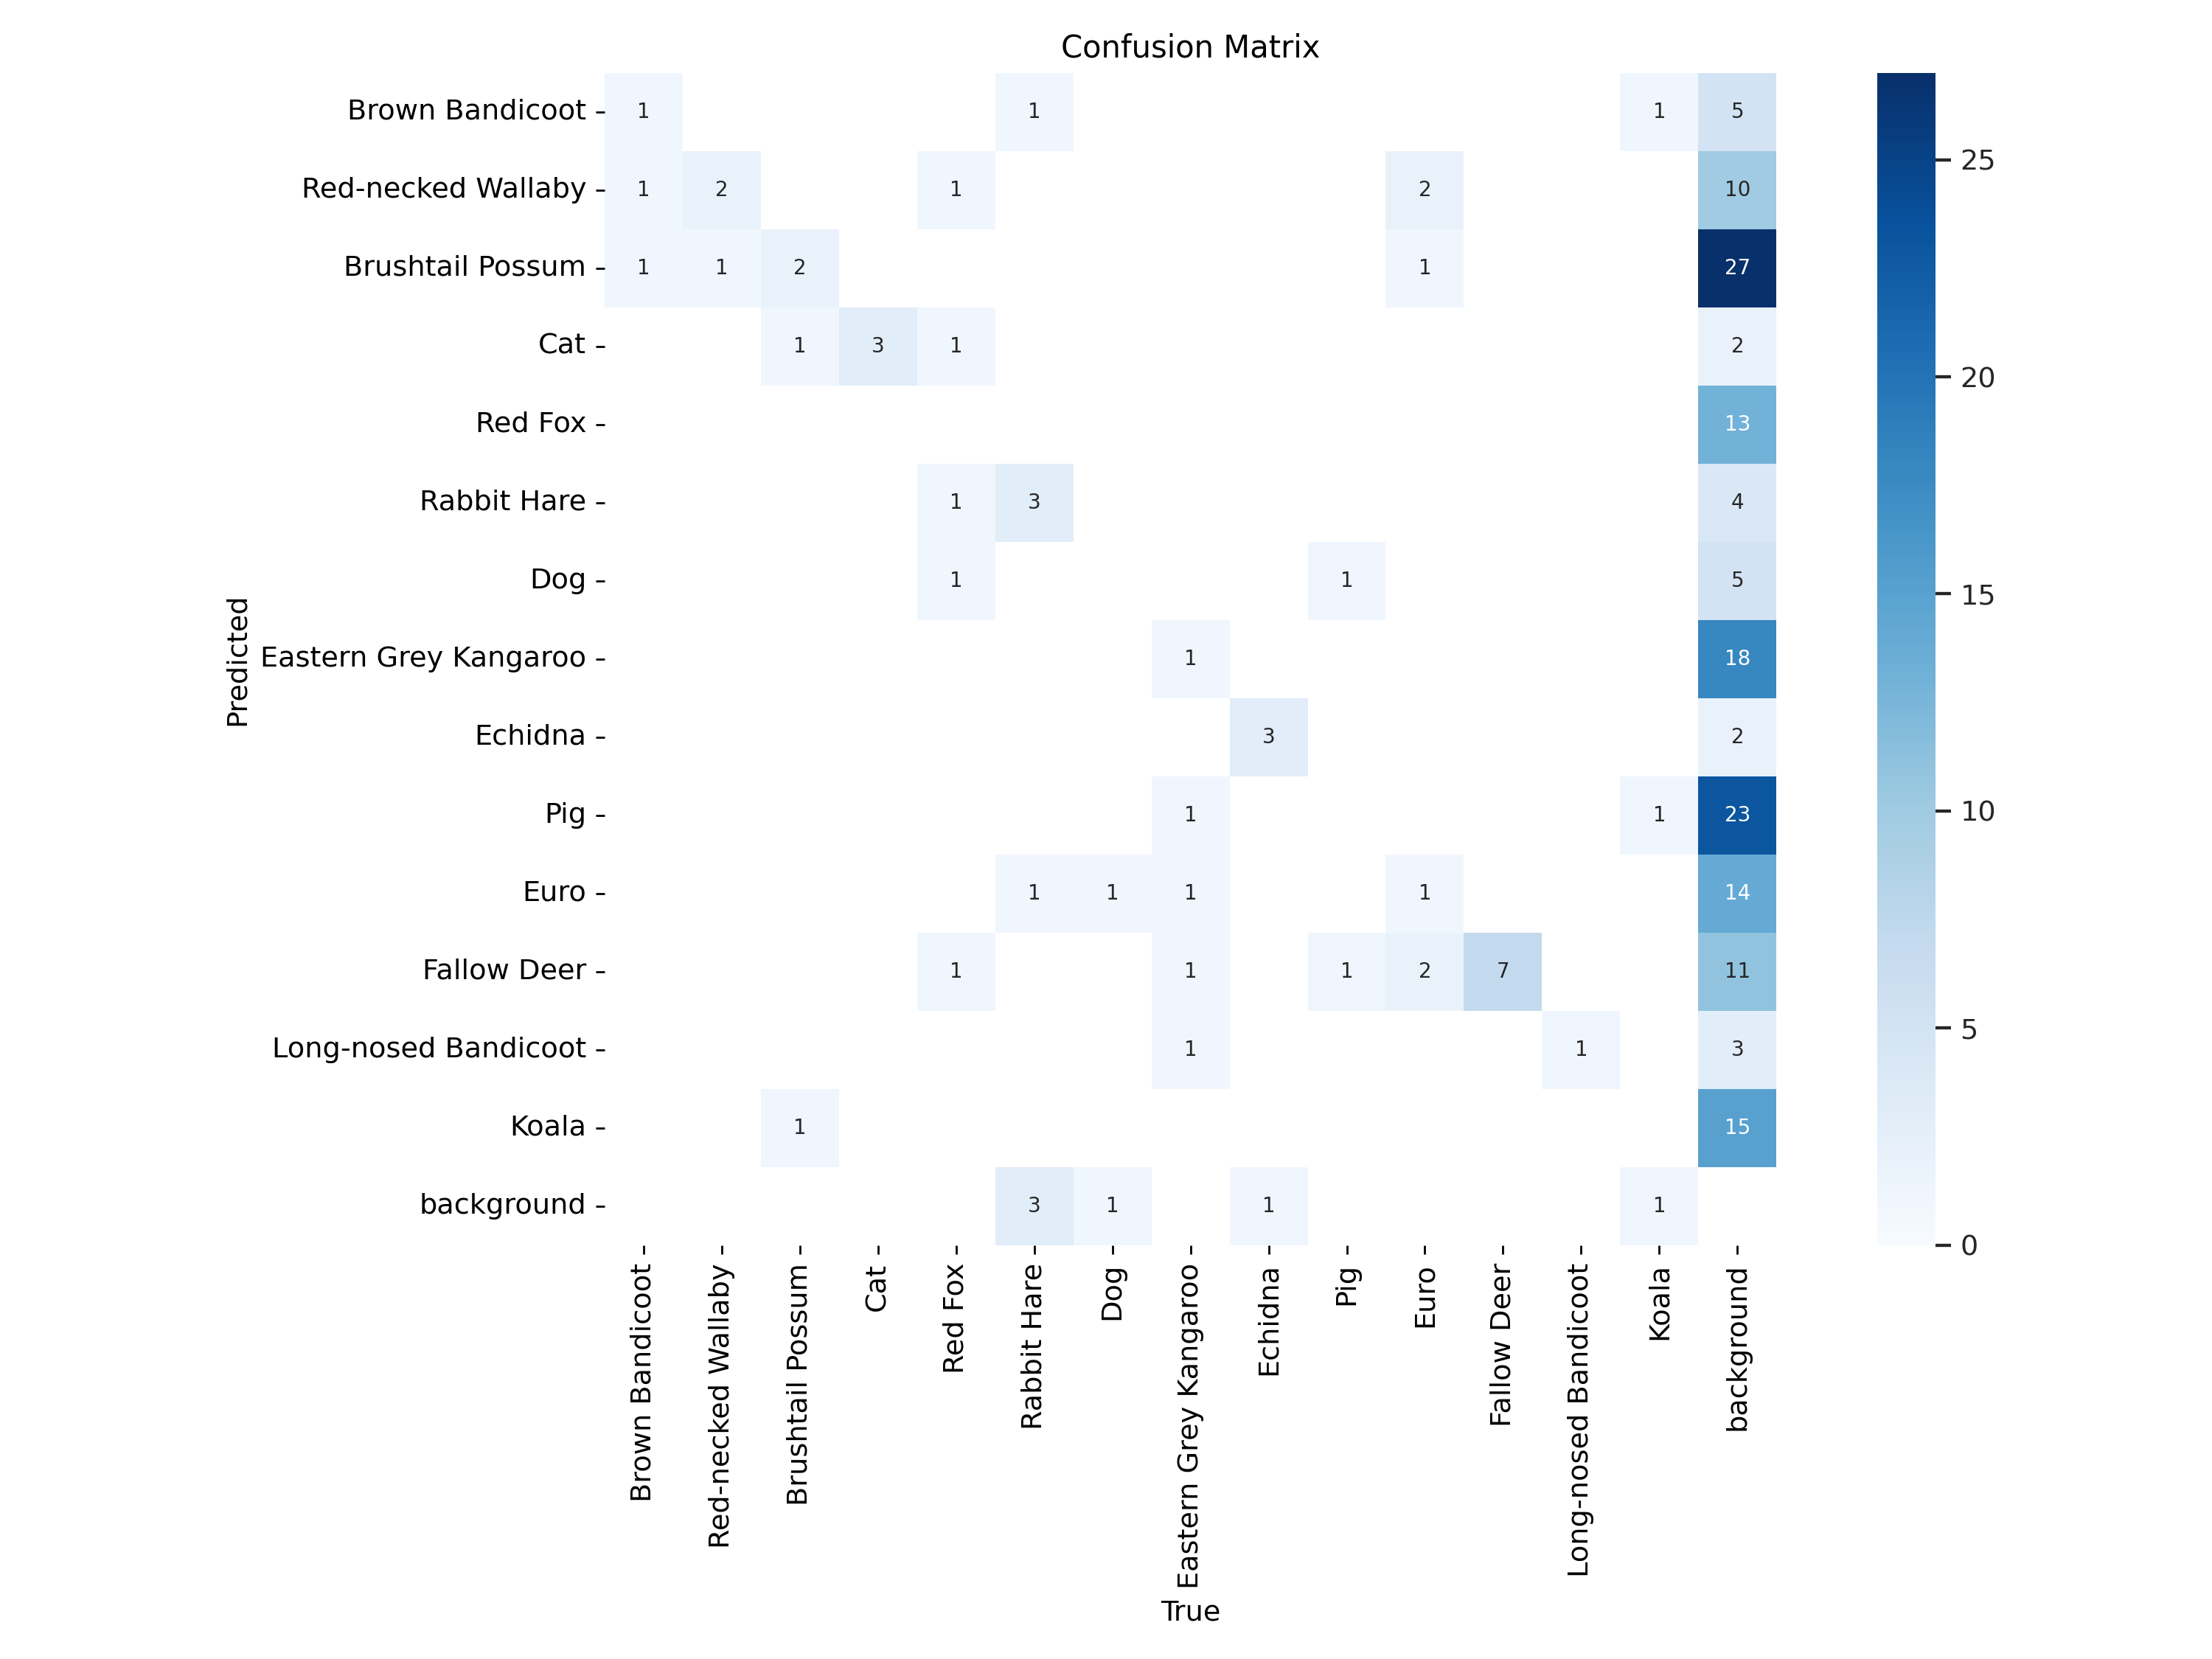 Confusion Matrix
Predicted
Brown Bandicoot 1 1 1 5
Red-necked Wallaby 1 2 1 2 10
Brushtail Possum 1 1 2 1 27
Cat 1 3 1 2
Red Fox 13
Rabbit Hare 1 3 4
Dog 1 1 5
Eastern Grey Kangaroo 1 18
Echidna 3 2
Pig 1 1 23
Euro 1 1 1 1 14
Fallow Deer 1 1 1 2 7 11
Long-nosed Bandicoot 1 1 3
Koala 1 15
background 3 1 1 1
Brown Bandicoot
Red-necked Wallaby
Brushtail Possum
Cat
Red Fox
Rabbit Hare
Dog
Eastern Grey Kangaroo
Echidna
Pig
Euro
Fallow Deer
Long-nosed Bandicoot
Koala
background
True
25
20
15
10
5
0